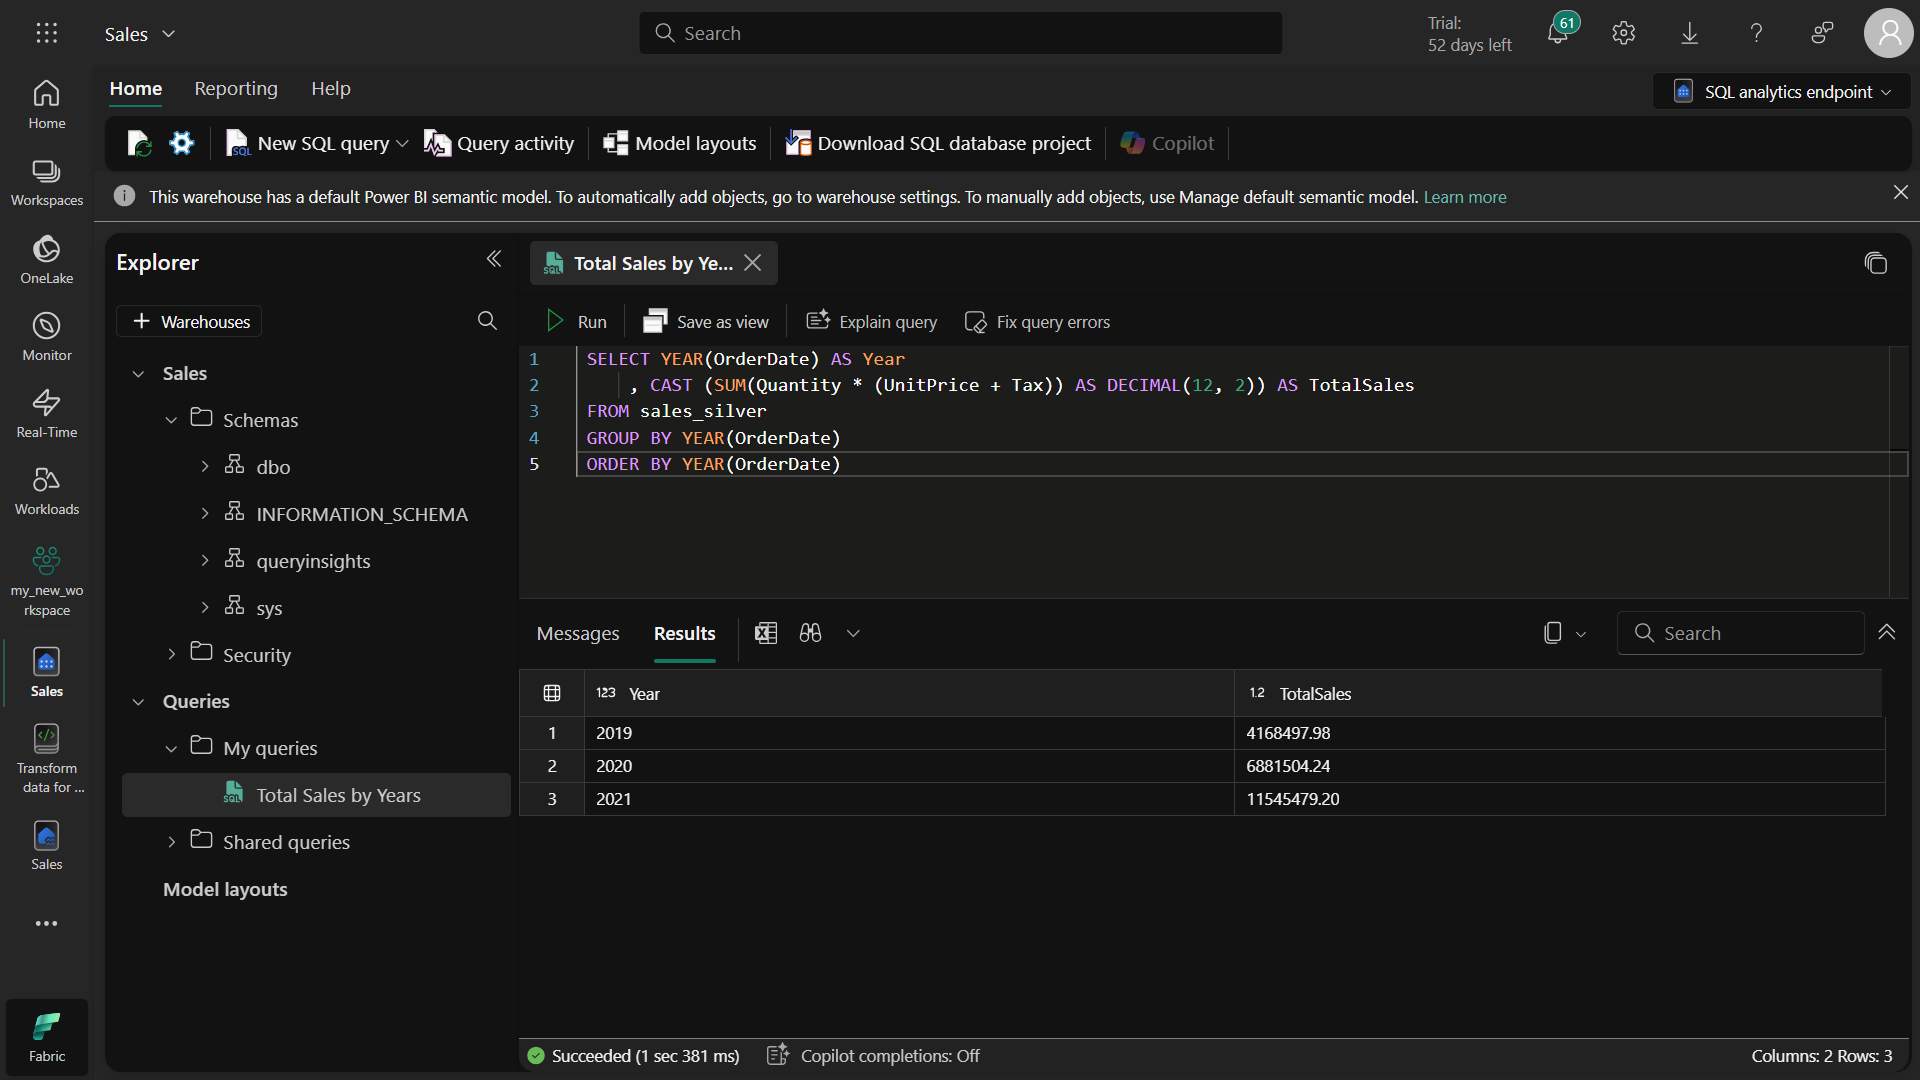 Sales
Search
Trial:
52 days left
61
Home
Reporting
Help
SQL analytics endpoint
New SQL query
Query activity
Model layouts
Download SQL database project
Copilot
This warehouse has a default Power BI semantic model. To automatically add objects, go to warehouse settings. To manually add objects, use Manage default semantic model. Learn more
Home
Workspaces
OneLake
Monitor
Real-Time
Workloads
my_new_wo
rkspace
Sales
Transform
data for ...
Sales
Fabric
Explorer
Warehouses
Sales
Schemas
dbo
INFORMATION_SCHEMA
queryinsights
sys
Security
Queries
My queries
Total Sales by Years
Shared queries
Model layouts
Total Sales by Ye...
Run
Save as view
Explain query
Fix query errors
1 SELECT YEAR(OrderDate) AS Year
2 , CAST (SUM(Quantity * (UnitPrice + Tax)) AS DECIMAL(12, 2)) AS TotalSales
3 FROM sales_silver
4 GROUP BY YEAR(OrderDate)
5 ORDER BY YEAR(OrderDate)
Messages
Results
Search
123 Year 1.2 TotalSales
1 2019 4168497.98
2 2020 6881504.24
3 2021 11545479.20
Succeeded (1 sec 381 ms)
Copilot completions: Off
Columns: 2 Rows: 3